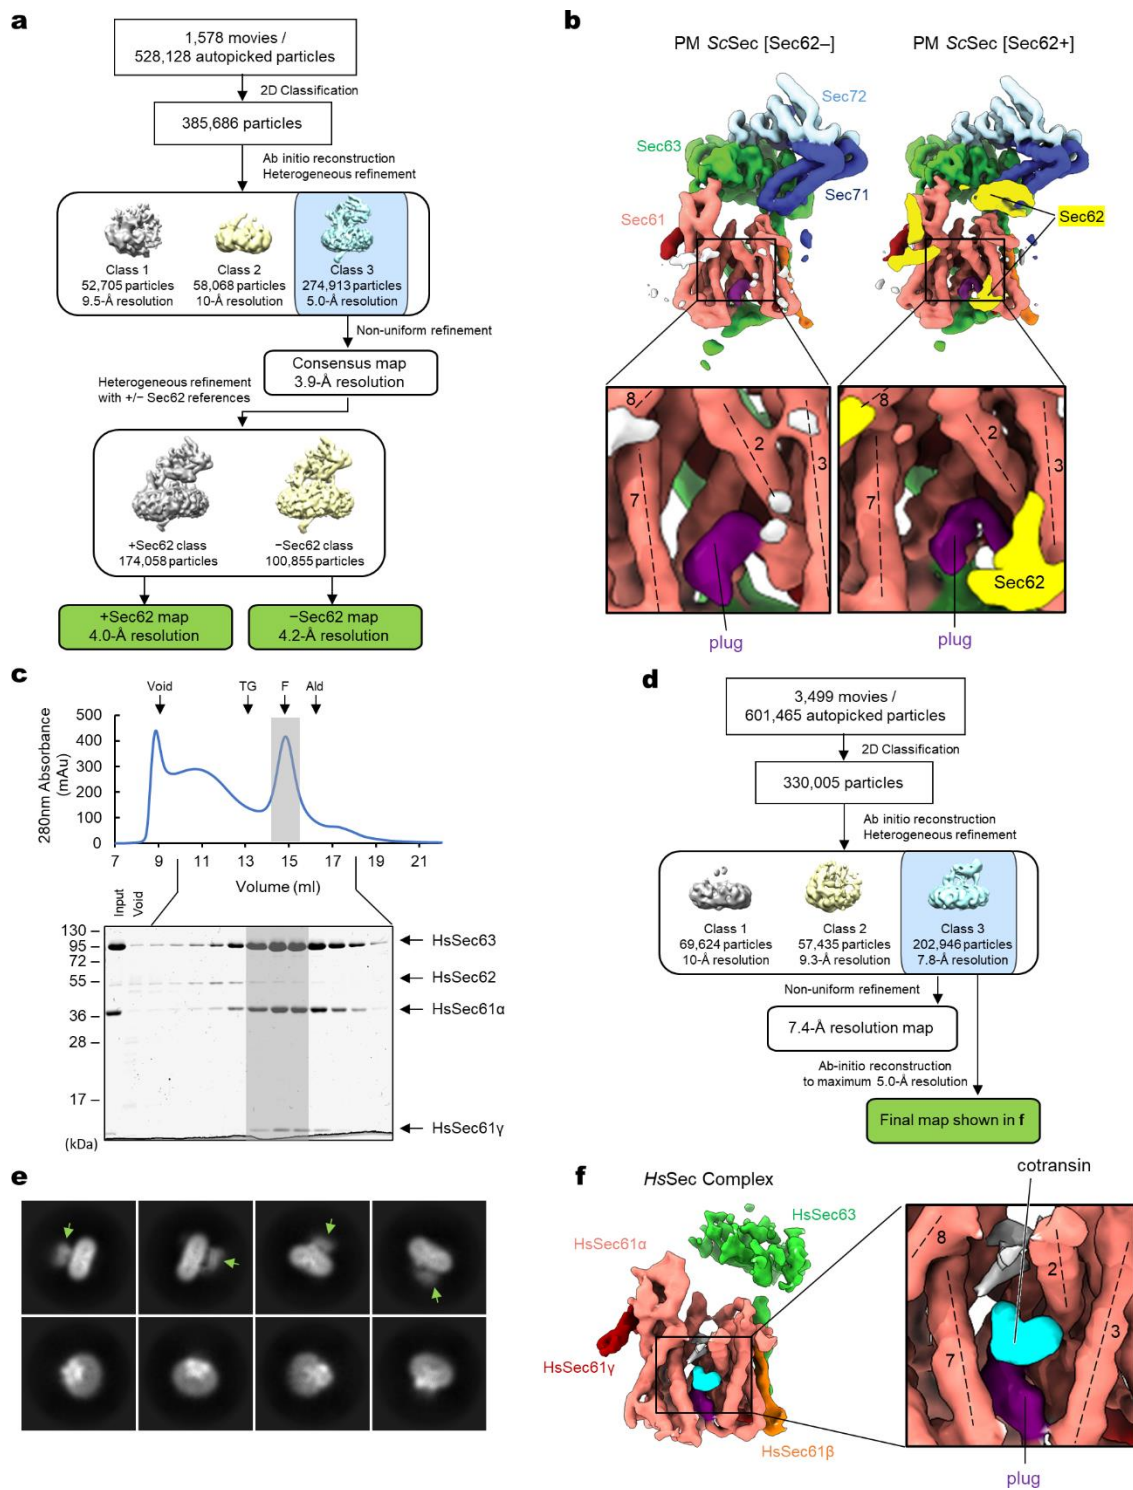 a
1,578 movies /
528,128 autopicked particles
2D Classification
385,686 particles
Ab initio reconstruction
Heterogeneous refinement
Class 1
52,705 particles
9.5-Å resolution
Class 2
58,068 particles
10-Å resolution
Class 3
274,913 particles
5.0-Å resolution
Non-uniform refinement
Consensus map
3.9-Å resolution
Heterogeneous refinement
with +/− Sec62 references
+Sec62 class
174,058 particles
−Sec62 class
100,855 particles
+Sec62 map
4.0-Å resolution
−Sec62 map
4.2-Å resolution
b
PM ScSec [Sec62–]
PM ScSec [Sec62+]
Sec72
Sec63
Sec71
Sec61
Sec62
8
2
3
7
plug
8
2
3
7
Sec62
plug
c
Void
TG
F
Ald
280nm Absorbance
(mAu)
500
400
300
200
100
0
7
9
11
13
15
17
19
21
Volume (ml)
Input
Void
130
95
72
55
36
28
17
(kDa)
HsSec63
HsSec62
HsSec61α
HsSec61γ
d
3,499 movies /
601,465 autopicked particles
2D Classification
330,005 particles
Ab initio reconstruction
Heterogeneous refinement
Class 1
69,624 particles
10-Å resolution
Class 2
57,435 particles
9.3-Å resolution
Class 3
202,946 particles
7.8-Å resolution
Non-uniform refinement
7.4-Å resolution map
Ab-initio reconstruction
to maximum 5.0-Å resolution
Final map shown in f
e
f
HsSec Complex
HsSec63
HsSec61α
HsSec61γ
HsSec61β
cotransin
8
2
3
7
plug